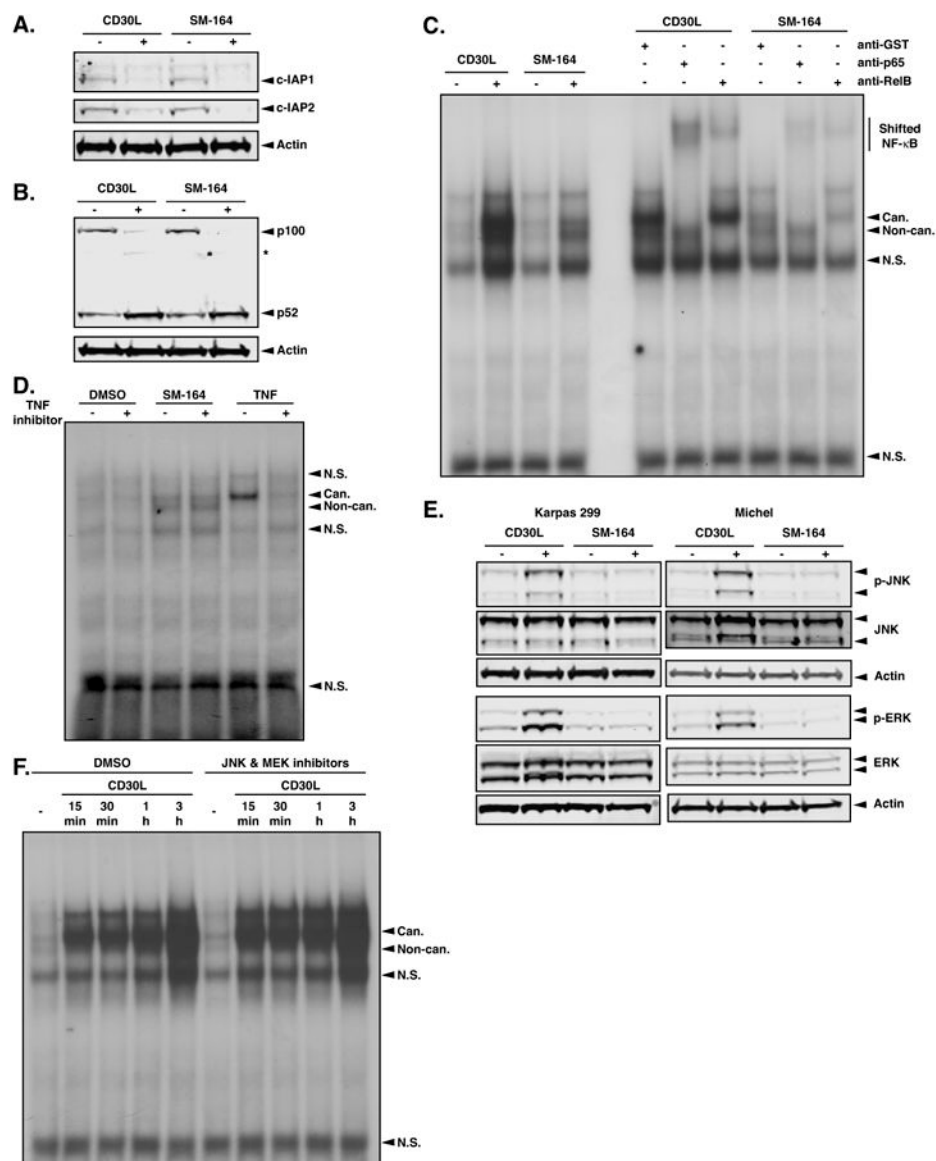 A.
CD30L SM-164
- + - +
c-IAP1
c-IAP2
Actin
B.
CD30L SM-164
- + - +
p100
*
p52
Actin
C.
CD30L SM-164
- + - +
CD30L SM-164
+ - - + - - anti-GST
- + - - + - anti-p65
- - + - - + anti-RelB
Shifted
NF-κB
Can.
Non-can.
N.S.
N.S.
D.
DMSO SM-164 TNF
TNF
inhibitor
- + - + - +
N.S.
Can.
Non-can.
N.S.
N.S.
E.
Karpas 299 Michel
CD30L SM-164 CD30L SM-164
- + - + - + - +
p-JNK
JNK
Actin
p-ERK
ERK
Actin
F.
DMSO JNK & MEK inhibitors
CD30L CD30L
- 15 30 1 3 - 15 30 1 3
min min h h min min h h
Can.
Non-can.
N.S.
N.S.